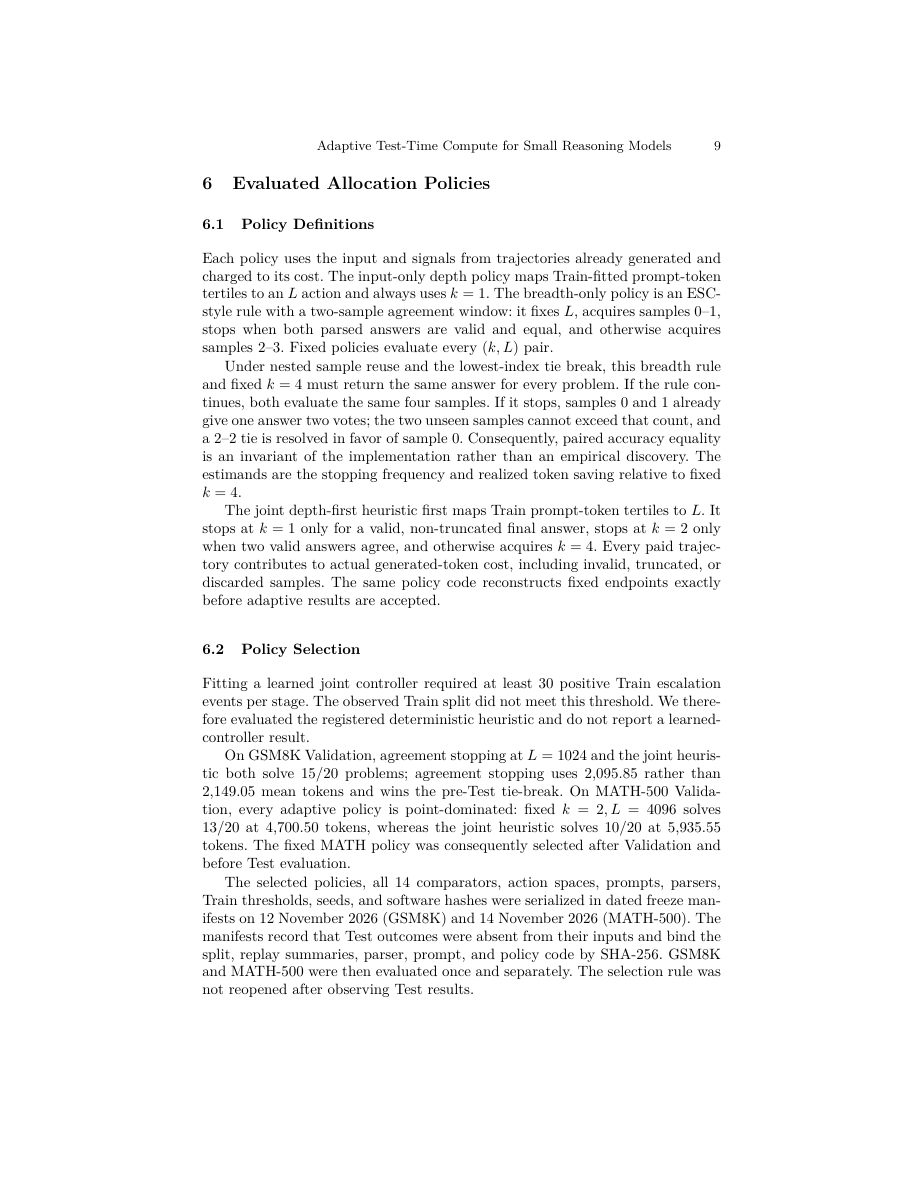 Adaptive Test-Time Compute for Small Reasoning Models 9
6 Evaluated Allocation Policies
6.1 Policy Definitions
Each policy uses the input and signals from trajectories already generated and
charged to its cost. The input-only depth policy maps Train-fitted prompt-token
tertiles to an L action and always uses k = 1. The breadth-only policy is an ESC-
style rule with a two-sample agreement window: it fixes L, acquires samples 0–1,
stops when both parsed answers are valid and equal, and otherwise acquires
samples 2–3. Fixed policies evaluate every (k, L) pair.
Under nested sample reuse and the lowest-index tie break, this breadth rule
and fixed k = 4 must return the same answer for every problem. If the rule con-
tinues, both evaluate the same four samples. If it stops, samples 0 and 1 already
give one answer two votes; the two unseen samples cannot exceed that count, and
a 2–2 tie is resolved in favor of sample 0. Consequently, paired accuracy equality
is an invariant of the implementation rather than an empirical discovery. The
estimands are the stopping frequency and realized token saving relative to fixed
k = 4.
The joint depth-first heuristic first maps Train prompt-token tertiles to L. It
stops at k = 1 only for a valid, non-truncated final answer, stops at k = 2 only
when two valid answers agree, and otherwise acquires k = 4. Every paid trajec-
tory contributes to actual generated-token cost, including invalid, truncated, or
discarded samples. The same policy code reconstructs fixed endpoints exactly
before adaptive results are accepted.
6.2 Policy Selection
Fitting a learned joint controller required at least 30 positive Train escalation
events per stage. The observed Train split did not meet this threshold. We there-
fore evaluated the registered deterministic heuristic and do not report a learned-
controller result.
On GSM8K Validation, agreement stopping at L = 1024 and the joint heuris-
tic both solve 15/20 problems; agreement stopping uses 2,095.85 rather than
2,149.05 mean tokens and wins the pre-Test tie-break. On MATH-500 Valida-
tion, every adaptive policy is point-dominated: fixed k = 2, L = 4096 solves
13/20 at 4,700.50 tokens, whereas the joint heuristic solves 10/20 at 5,935.55
tokens. The fixed MATH policy was consequently selected after Validation and
before Test evaluation.
The selected policies, all 14 comparators, action spaces, prompts, parsers,
Train thresholds, seeds, and software hashes were serialized in dated freeze man-
ifests on 12 November 2026 (GSM8K) and 14 November 2026 (MATH-500). The
manifests record that Test outcomes were absent from their inputs and bind the
split, replay summaries, parser, prompt, and policy code by SHA-256. GSM8K
and MATH-500 were then evaluated once and separately. The selection rule was
not reopened after observing Test results.